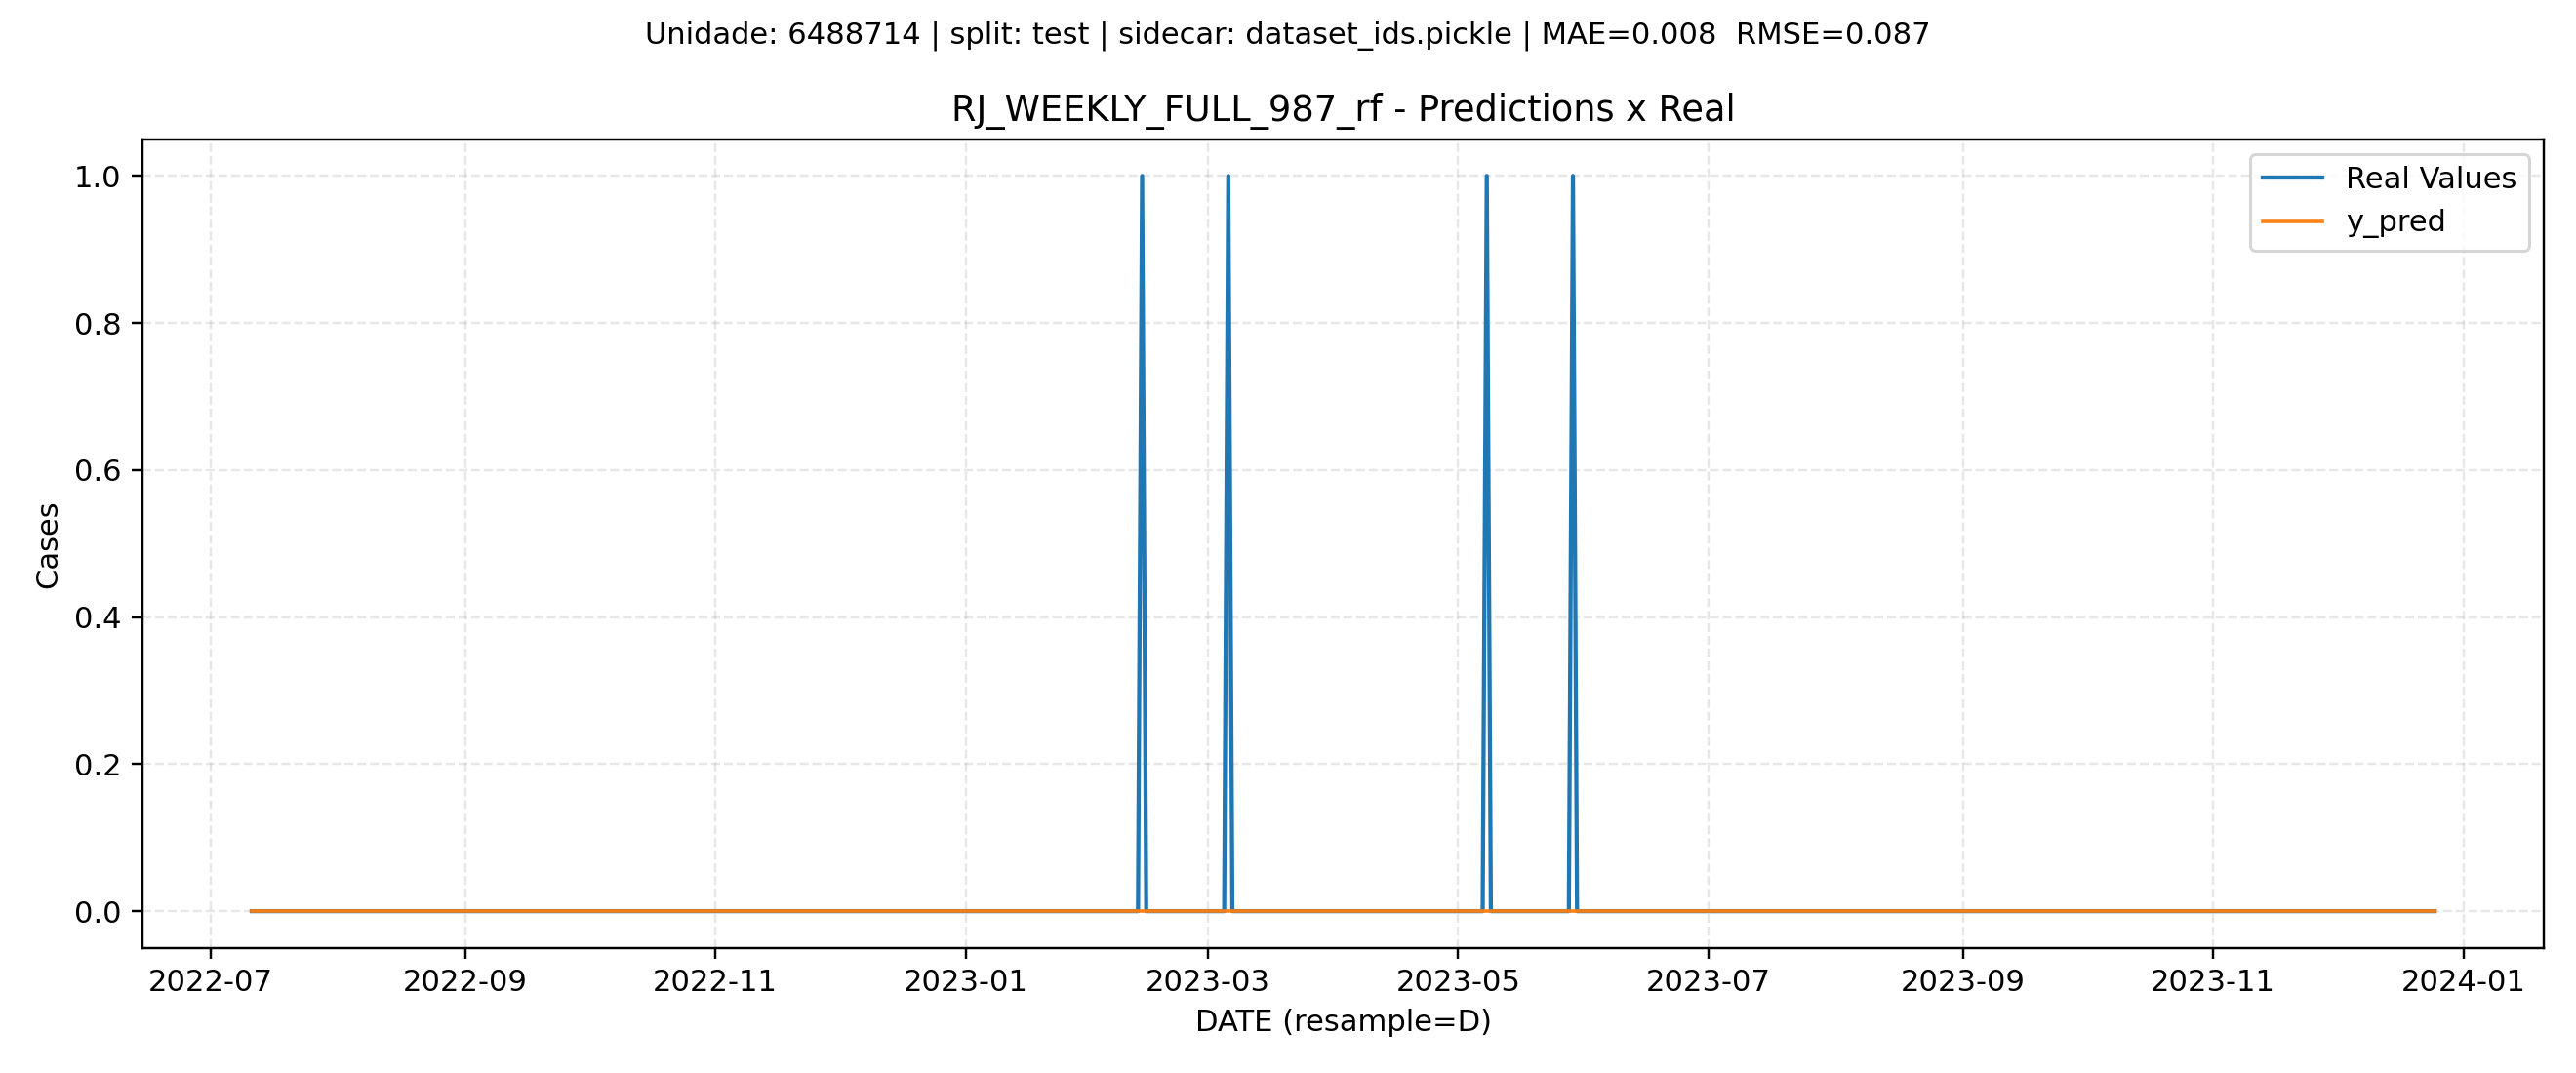 Unidade: 6488714 | split: test | sidecar: dataset_ids.pickle | MAE=0.008  RMSE=0.087
RJ_WEEKLY_FULL_987_rf - Predictions x Real
Real Values
y_pred
1.0
0.8
0.6
0.4
0.2
0.0
Cases
2022-07 2022-09 2022-11 2023-01 2023-03 2023-05 2023-07 2023-09 2023-11 2024-01
DATE (resample=D)